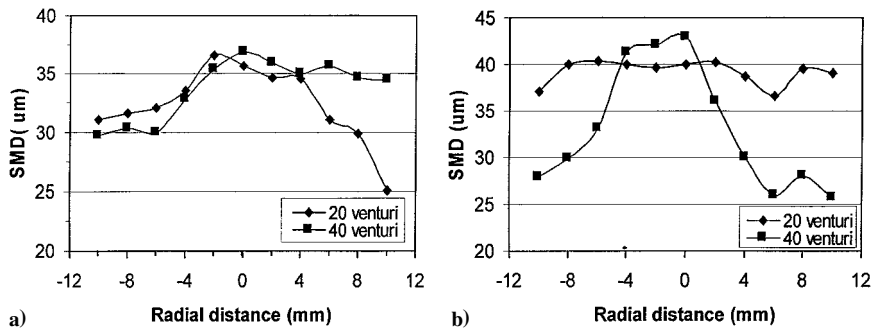 40
35
30
25
20
SMD( um)
-12 -8 -4 0 4 8 12
Radial distance (mm)
20 venturi
40 venturi
a)
45
40
35
30
25
20
SMD (um)
-12 -8 -4 0 4 8 12
Radial distance (mm)
20 venturi
40 venturi
b)